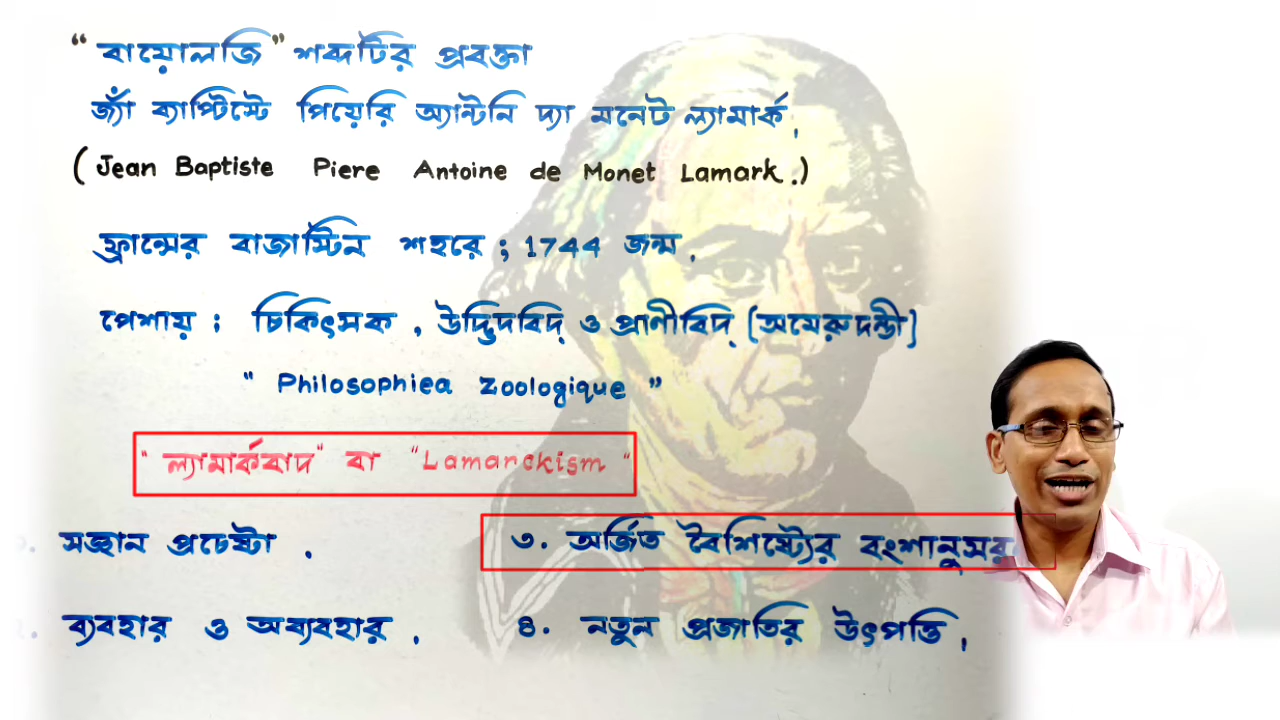 “বায়োলজি” শব্দটির প্রবক্তা
জ্যাঁ ব্যাপ্টিস্টে পিয়েরি অ্যান্টনি দ্যা মনেট ল্যামার্ক.
( Jean Baptiste Piere Antoine de Monet Lamark . )
ফ্রান্সের বাজান্টিন শহরে ; 1744 জন্ম .
পেশায় : চিকিৎসক , উদ্ভিদবিদ্ ও প্রাণীবিদ্ (অমেরুদন্ডী)
" Philosophiea Zoologique "
" ল্যামার্কবাদ" বা "Lamarckism "
সজ্ঞান প্রচেষ্টা .
৩. অর্জিত বৈশিষ্ট্যের বংশানুসর
ব্যবহার ও অব্যবহার .
৪. নতুন প্রজাতির উৎপত্তি .